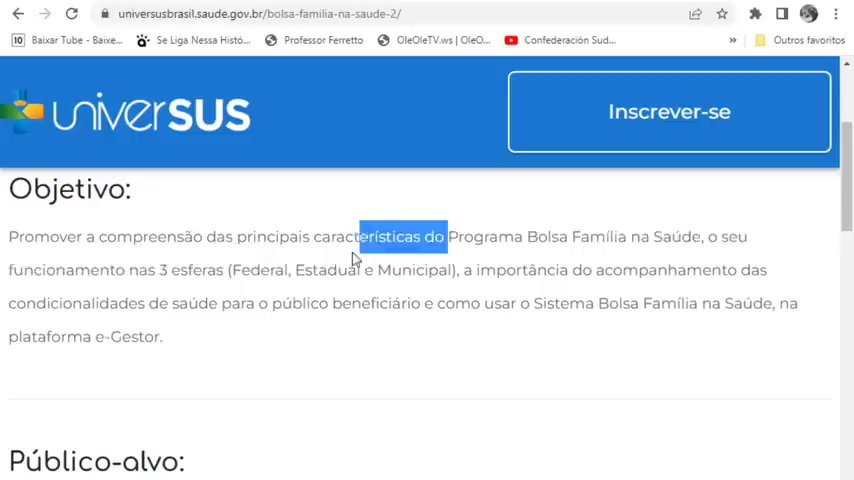 universusbrasil.saude.gov.br/bolsa-familia-na-saude-2/
10 Baixar Tube - Baixe... Se Liga Nessa Histó... Professor Ferretto OleOleTV.ws | OleO... Confederación Sud... » Outros favoritos
univerSUS Inscrever-se
Objetivo:
Promover a compreensão das principais características do Programa Bolsa Família na Saúde, o seu
funcionamento nas 3 esferas (Federal, Estadual e Municipal), a importância do acompanhamento das
condicionalidades de saúde para o público beneficiário e como usar o Sistema Bolsa Família na Saúde, na
plataforma e-Gestor.
Público-alvo: